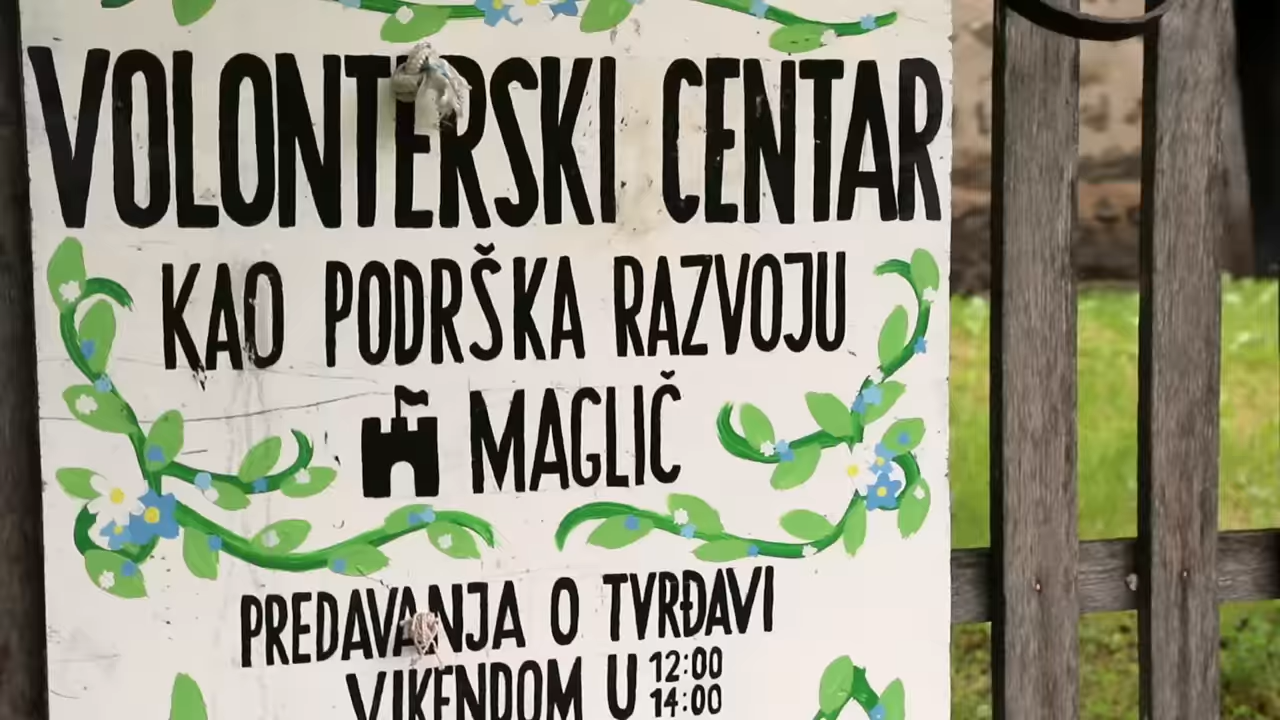 VOLONTERSKI CENTAR
KAO PODRŠKA RAZVOJU
MAGLIČ
PREDAVANJA O TVRĐAVI
VIKENDOM U 12:00
14:00